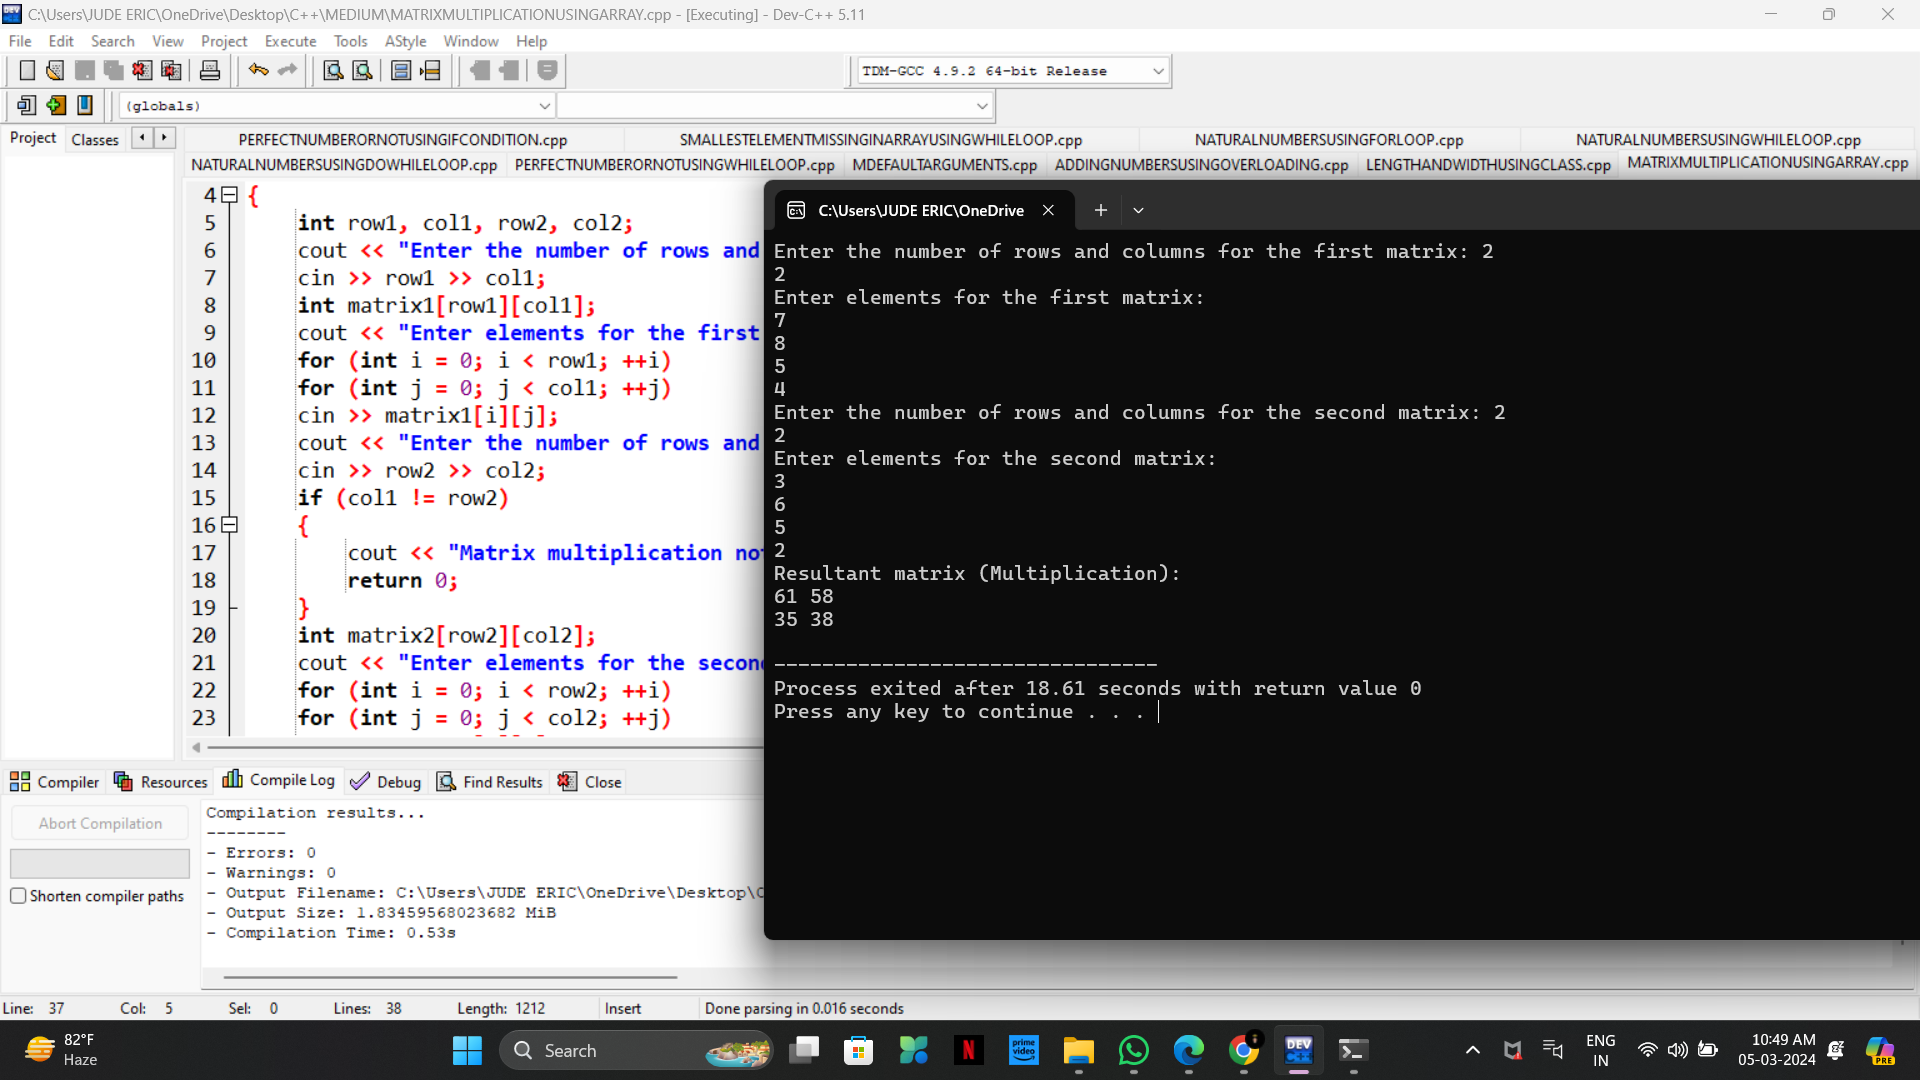 C:\Users\JUDE ERIC\OneDrive\Desktop\C++\MEDIUM\MATRIXMULTIPLICATIONUSINGARRAY.cpp - [Executing] - Dev-C++ 5.11
File Edit Search View Project Execute Tools AStyle Window Help
TDM-GCC 4.9.2 64-bit Release
(globals)
Project Classes
PERFECTNUMBERORNOTUSINGIFCONDITION.cpp SMALLESTELEMENTMISSINGINARRAYUSINGWHILELOOP.cpp NATURALNUMBERSUSINGFORLOOP.cpp NATURALNUMBERSUSINGWHILELOOP.cpp
NATURALNUMBERSUSINGDOWHILELOOP.cpp PERFECTNUMBERORNOTUSINGWHILELOOP.cpp MDEFAULTARGUMENTS.cpp ADDINGNUMBERSUSINGOVERLOADING.cpp LENGTHANDWIDTHUSINGCLASS.cpp MATRIXMULTIPLICATIONUSINGARRAY.cpp
4 {
5 int row1, col1, row2, col2;
6 cout << "Enter the number of rows and
7 cin >> row1 >> col1;
8 int matrix1[row1][col1];
9 cout << "Enter elements for the first
10 for (int i = 0; i < row1; ++i)
11 for (int j = 0; j < col1; ++j)
12 cin >> matrix1[i][j];
13 cout << "Enter the number of rows and
14 cin >> row2 >> col2;
15 if (col1 != row2)
16 {
17 cout << "Matrix multiplication no
18 return 0;
19 }
20 int matrix2[row2][col2];
21 cout << "Enter elements for the secon
22 for (int i = 0; i < row2; ++i)
23 for (int j = 0; j < col2; ++j)
C:\Users\JUDE ERIC\OneDrive
Enter the number of rows and columns for the first matrix: 2
2
Enter elements for the first matrix:
7
8
5
4
Enter the number of rows and columns for the second matrix: 2
2
Enter elements for the second matrix:
3
6
5
2
Resultant matrix (Multiplication):
61 58
35 38
--------------------------------
Process exited after 18.61 seconds with return value 0
Press any key to continue . . .
Compiler Resources Compile Log Debug Find Results Close
Abort Compilation
Shorten compiler paths
Compilation results...
--------
- Errors: 0
- Warnings: 0
- Output Filename: C:\Users\JUDE ERIC\OneDrive\Desktop\C
- Output Size: 1.83459568023682 MiB
- Compilation Time: 0.53s
Line: 37 Col: 5 Sel: 0 Lines: 38 Length: 1212 Insert Done parsing in 0.016 seconds
82°F
Haze
Search
DEV
C++
prime video
N
ENG
IN
10:49 AM
05-03-2024
PRE